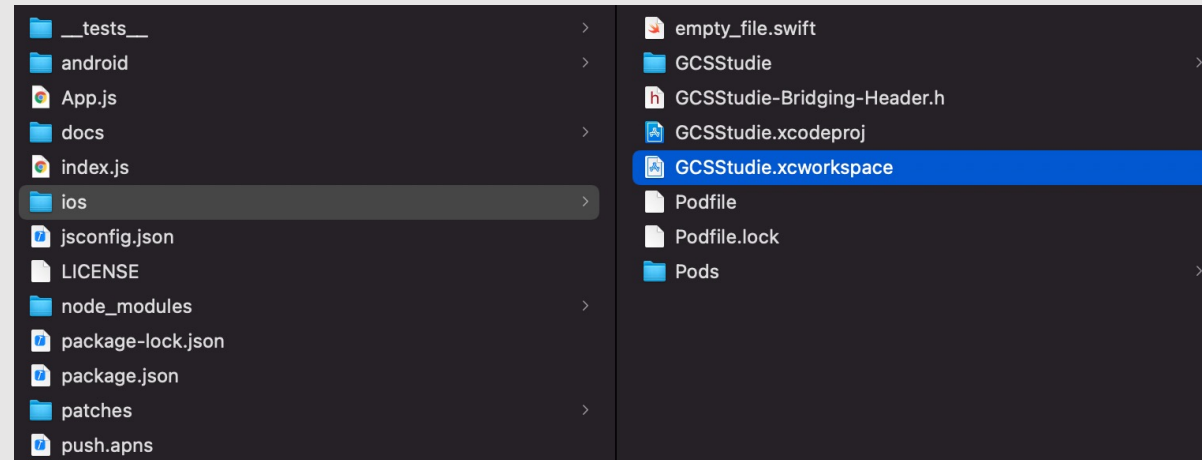 __tests__
android
App.js
docs
index.js
ios
jsconfig.json
LICENSE
node_modules
package-lock.json
package.json
patches
push.apns
empty_file.swift
GCSStudie
GCSStudie-Bridging-Header.h
GCSStudie.xcodeproj
GCSStudie.xcworkspace
Podfile
Podfile.lock
Pods